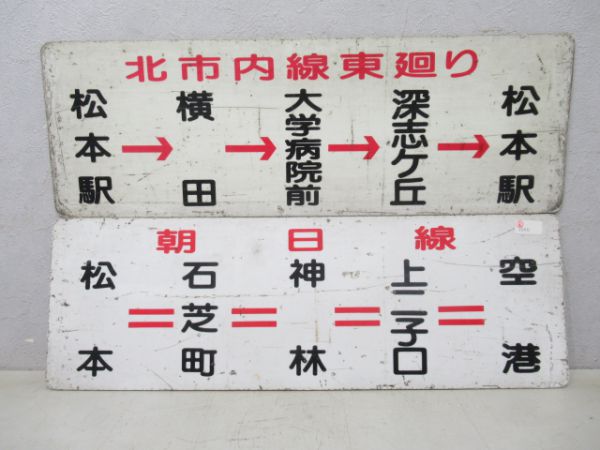 北市内線東廻り
松本駅→横田→大学病院前→深志ケ丘→松本駅
朝日線
松本=石芝町=神林=上二子口=空港